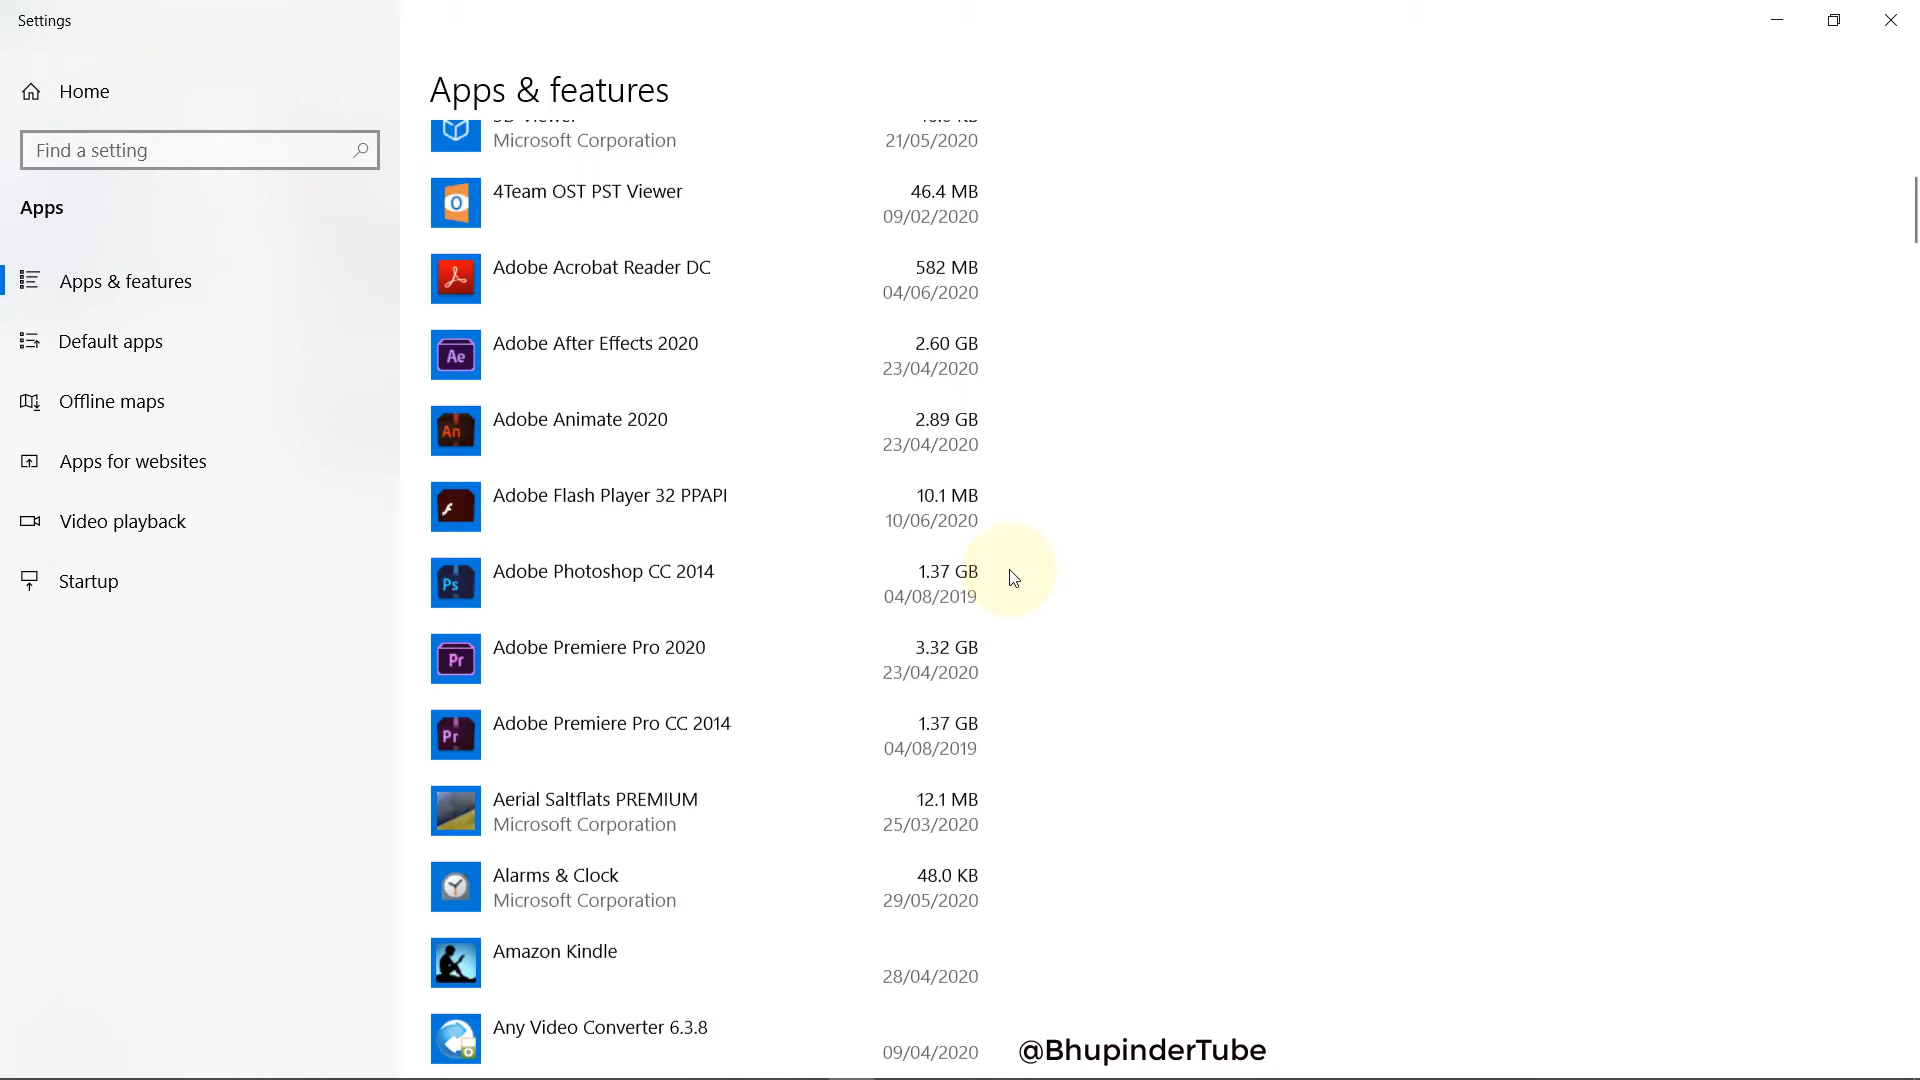 Settings
Home
Find a setting
Apps
Apps & features
Default apps
Offline maps
Apps for websites
Video playback
Startup
Apps & features
3D Viewer
Microsoft Corporation 21/05/2020
4Team OST PST Viewer 46.4 MB
09/02/2020
Adobe Acrobat Reader DC 582 MB
04/06/2020
Ae Adobe After Effects 2020 2.60 GB
23/04/2020
An Adobe Animate 2020 2.89 GB
23/04/2020
Adobe Flash Player 32 PPAPI 10.1 MB
10/06/2020
Ps Adobe Photoshop CC 2014 1.37 GB
04/08/2019
Pr Adobe Premiere Pro 2020 3.32 GB
23/04/2020
Pr Adobe Premiere Pro CC 2014 1.37 GB
04/08/2019
Aerial Saltflats PREMIUM 12.1 MB
Microsoft Corporation 25/03/2020
Alarms & Clock 48.0 KB
Microsoft Corporation 29/05/2020
Amazon Kindle
28/04/2020
Any Video Converter 6.3.8
09/04/2020
@BhupinderTube